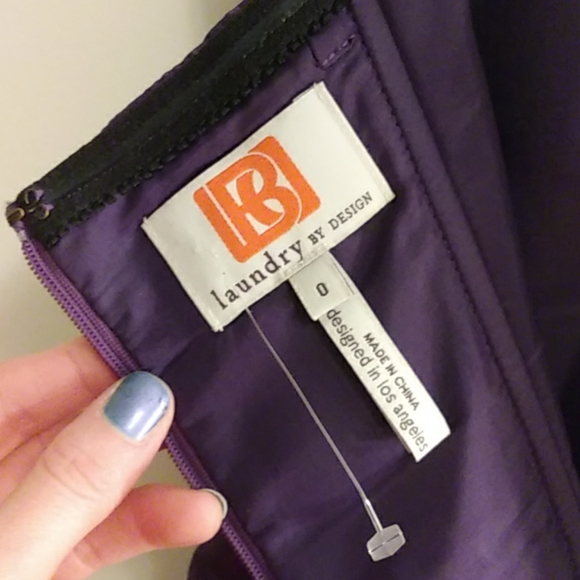 laundry BY DESIGN
0
MADE IN CHINA
designed in los angeles